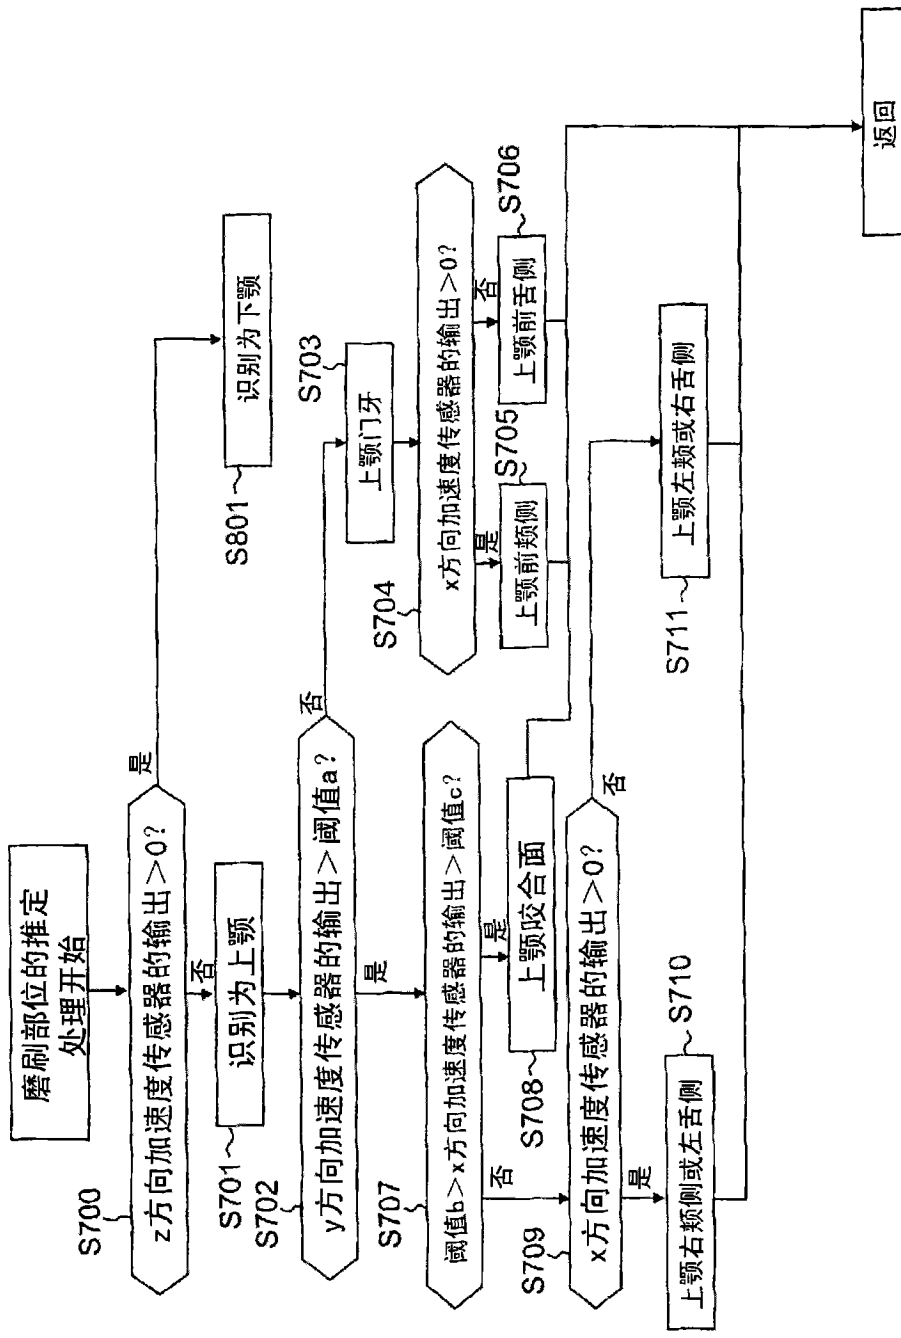 磨刷部位的推定
处理开始
S700
z方向加速度传感器的输出>0?
是
否
S701
识别为上颚
S801
识别为下颚
S702
y方向加速度传感器的输出>阈值a?
否
是
S703
上颚门牙
S704
x方向加速度传感器的输出>0?
是
否
S705
上颚前颊侧
S706
上颚前舌侧
S707
阈值b>x方向加速度传感器的输出>阈值c?
是
否
S708
上颚咬合面
S709
x方向加速度传感器的输出>0?
否
是
S710
上颚右颊侧或左舌侧
S711
上颚左颊或右舌侧
返回